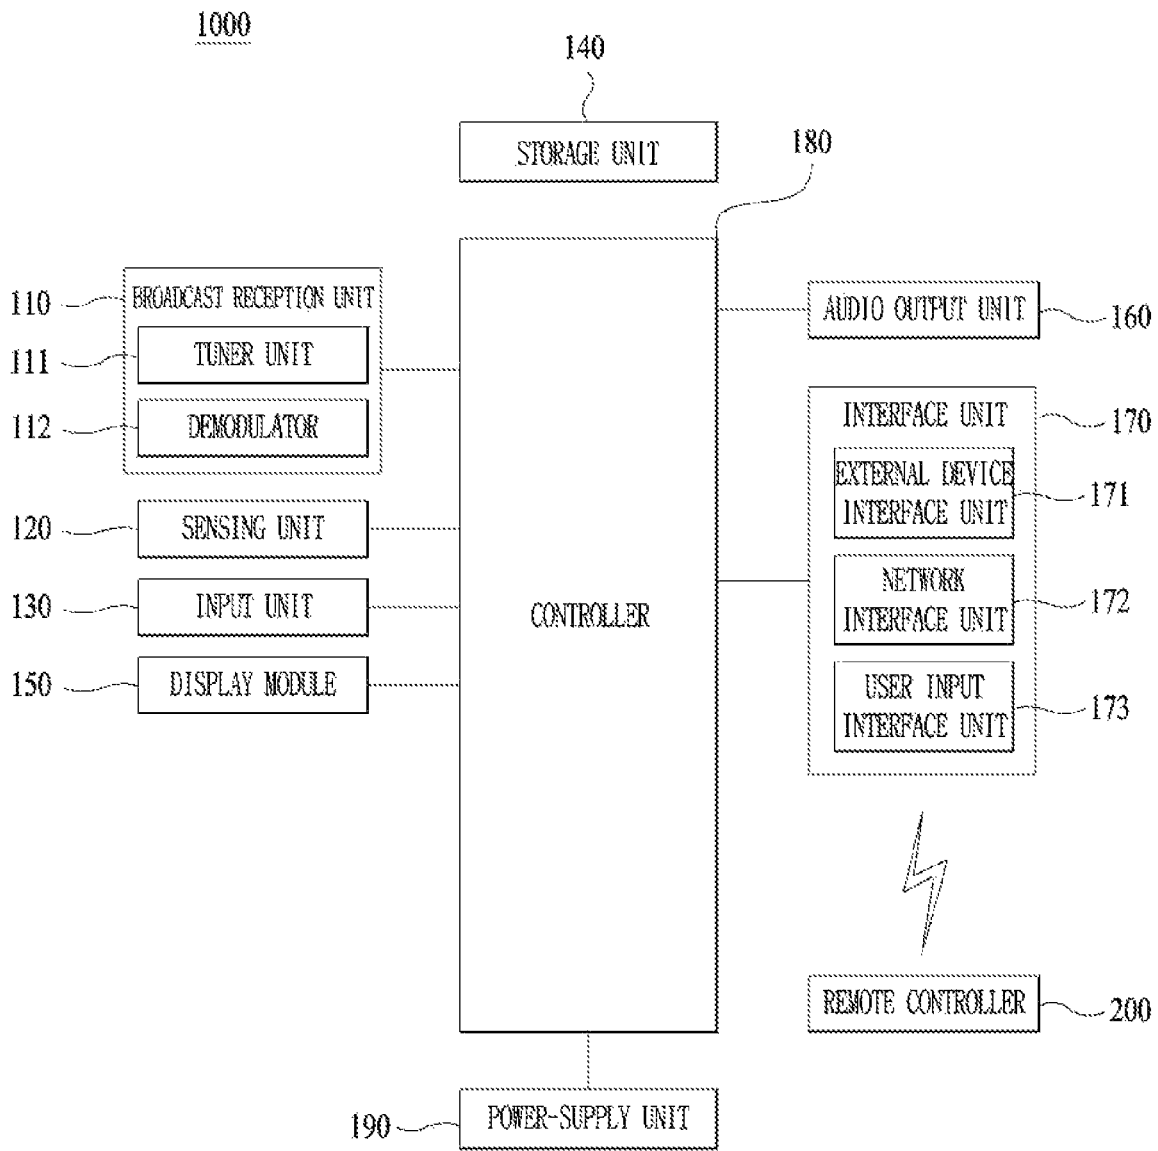 1000
140
STORAGE UNIT
180
110
BROADCAST RECEPTION UNIT
111
TUNER UNIT
112
DEMODULATOR
120
SENSING UNIT
130
INPUT UNIT
150
DISPLAY MODULE
CONTROLLER
AUDIO OUTPUT UNIT
160
INTERFACE UNIT
170
EXTERNAL DEVICE
INTERFACE UNIT
171
NETWORK
INTERFACE UNIT
172
USER INPUT
INTERFACE UNIT
173
REMOTE CONTROLLER
200
190
POWER-SUPPLY UNIT